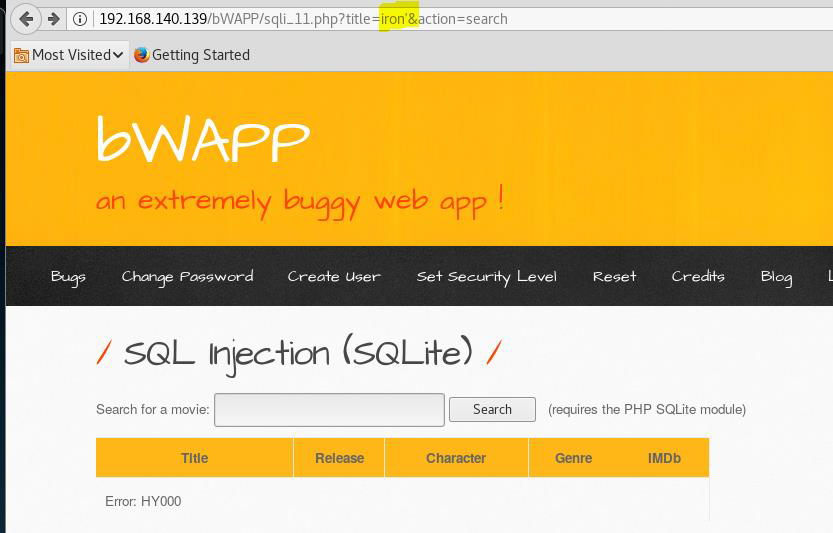 192.168.140.139/bWAPP/sqli_11.php?title=iron'&action=search
Most Visited Getting Started
bWAPP
an extremely buggy web app !
Bugs Change Password Create User Set Security Level Reset Credits Blog L
/ SQL Injection (SQLite) /
Search for a movie: Search (requires the PHP SQLite module)
Title Release Character Genre IMDb
Error: HY000